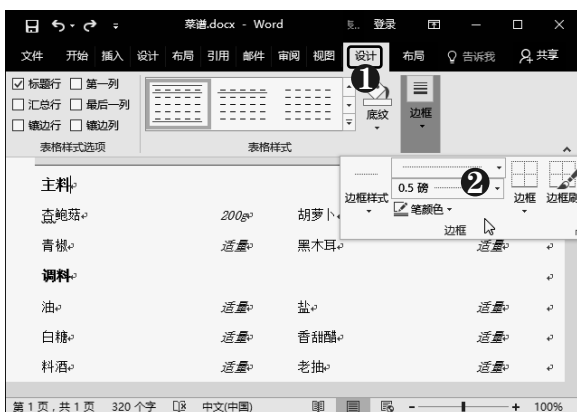 菜谱.docx - Word
登录
文件 开始 插入 设计 布局 引用 邮件 审阅 视图 设计 布局 告诉我 共享
1
标题行 第一列
汇总行 最后一列
镶边行 镶边列
表格样式选项
表格样式
底纹
边框
边框样式
0.5 磅
2
笔颜色
边框
边框刷
边框
主料
杏鲍菇 200g 胡萝卜
青椒 适量 黑木耳 适量
调料
油 适量 盐 适量
白糖 适量 香甜醋 适量
料酒 适量 老抽 适量
第 1 页，共 1 页 320 个字 中文(中国) 100%